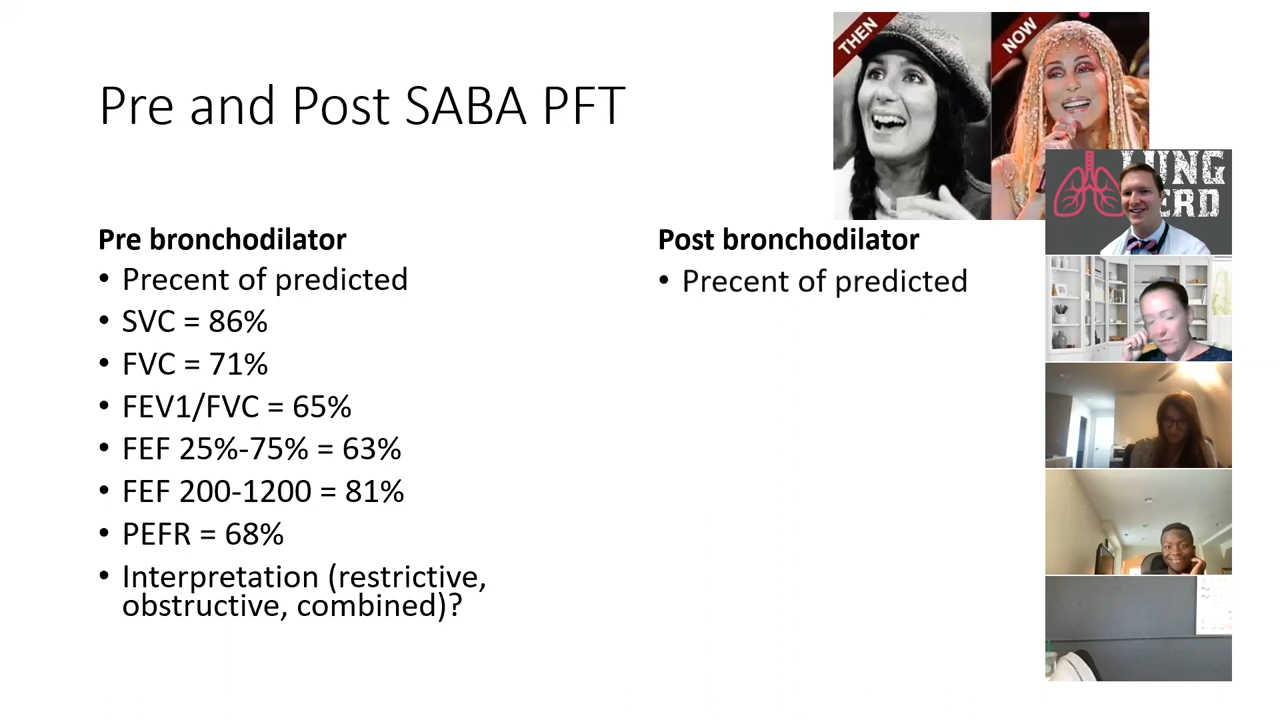 THEN
NOW
Pre and Post SABA PFT
LUNG
NERD
Pre bronchodilator
• Precent of predicted
• SVC = 86%
• FVC = 71%
• FEV1/FVC = 65%
• FEF 25%-75% = 63%
• FEF 200-1200 = 81%
• PEFR = 68%
• Interpretation (restrictive,
obstructive, combined)?
Post bronchodilator
• Precent of predicted